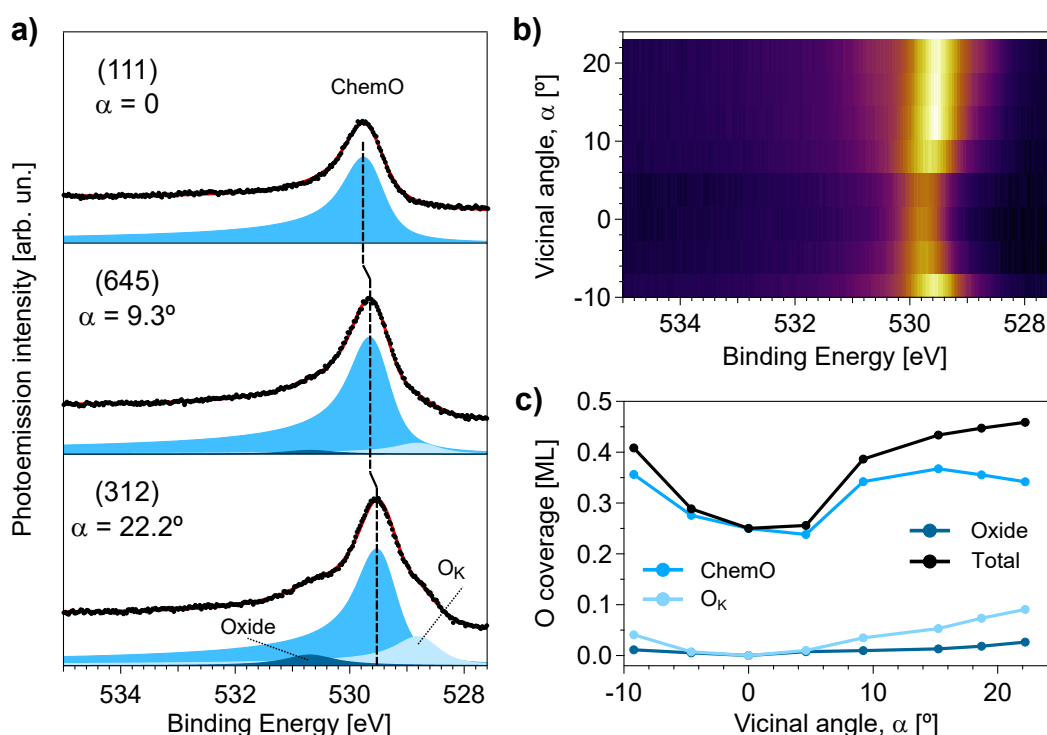 a)
Photoemission intensity [arb. un.]
(111)
α = 0
ChemO
(645)
α = 9.3º
(312)
α = 22.2º
O_K
Oxide
534 532 530 528
Binding Energy [eV]
b)
Vicinal angle, α [º]
20
10
0
-10
534 532 530 528
Binding Energy [eV]
c)
O coverage [ML]
0.5
0.4
0.3
0.2
0.1
0.0
ChemO
O_K
Oxide
Total
-10 0 10 20
Vicinal angle, α [º]